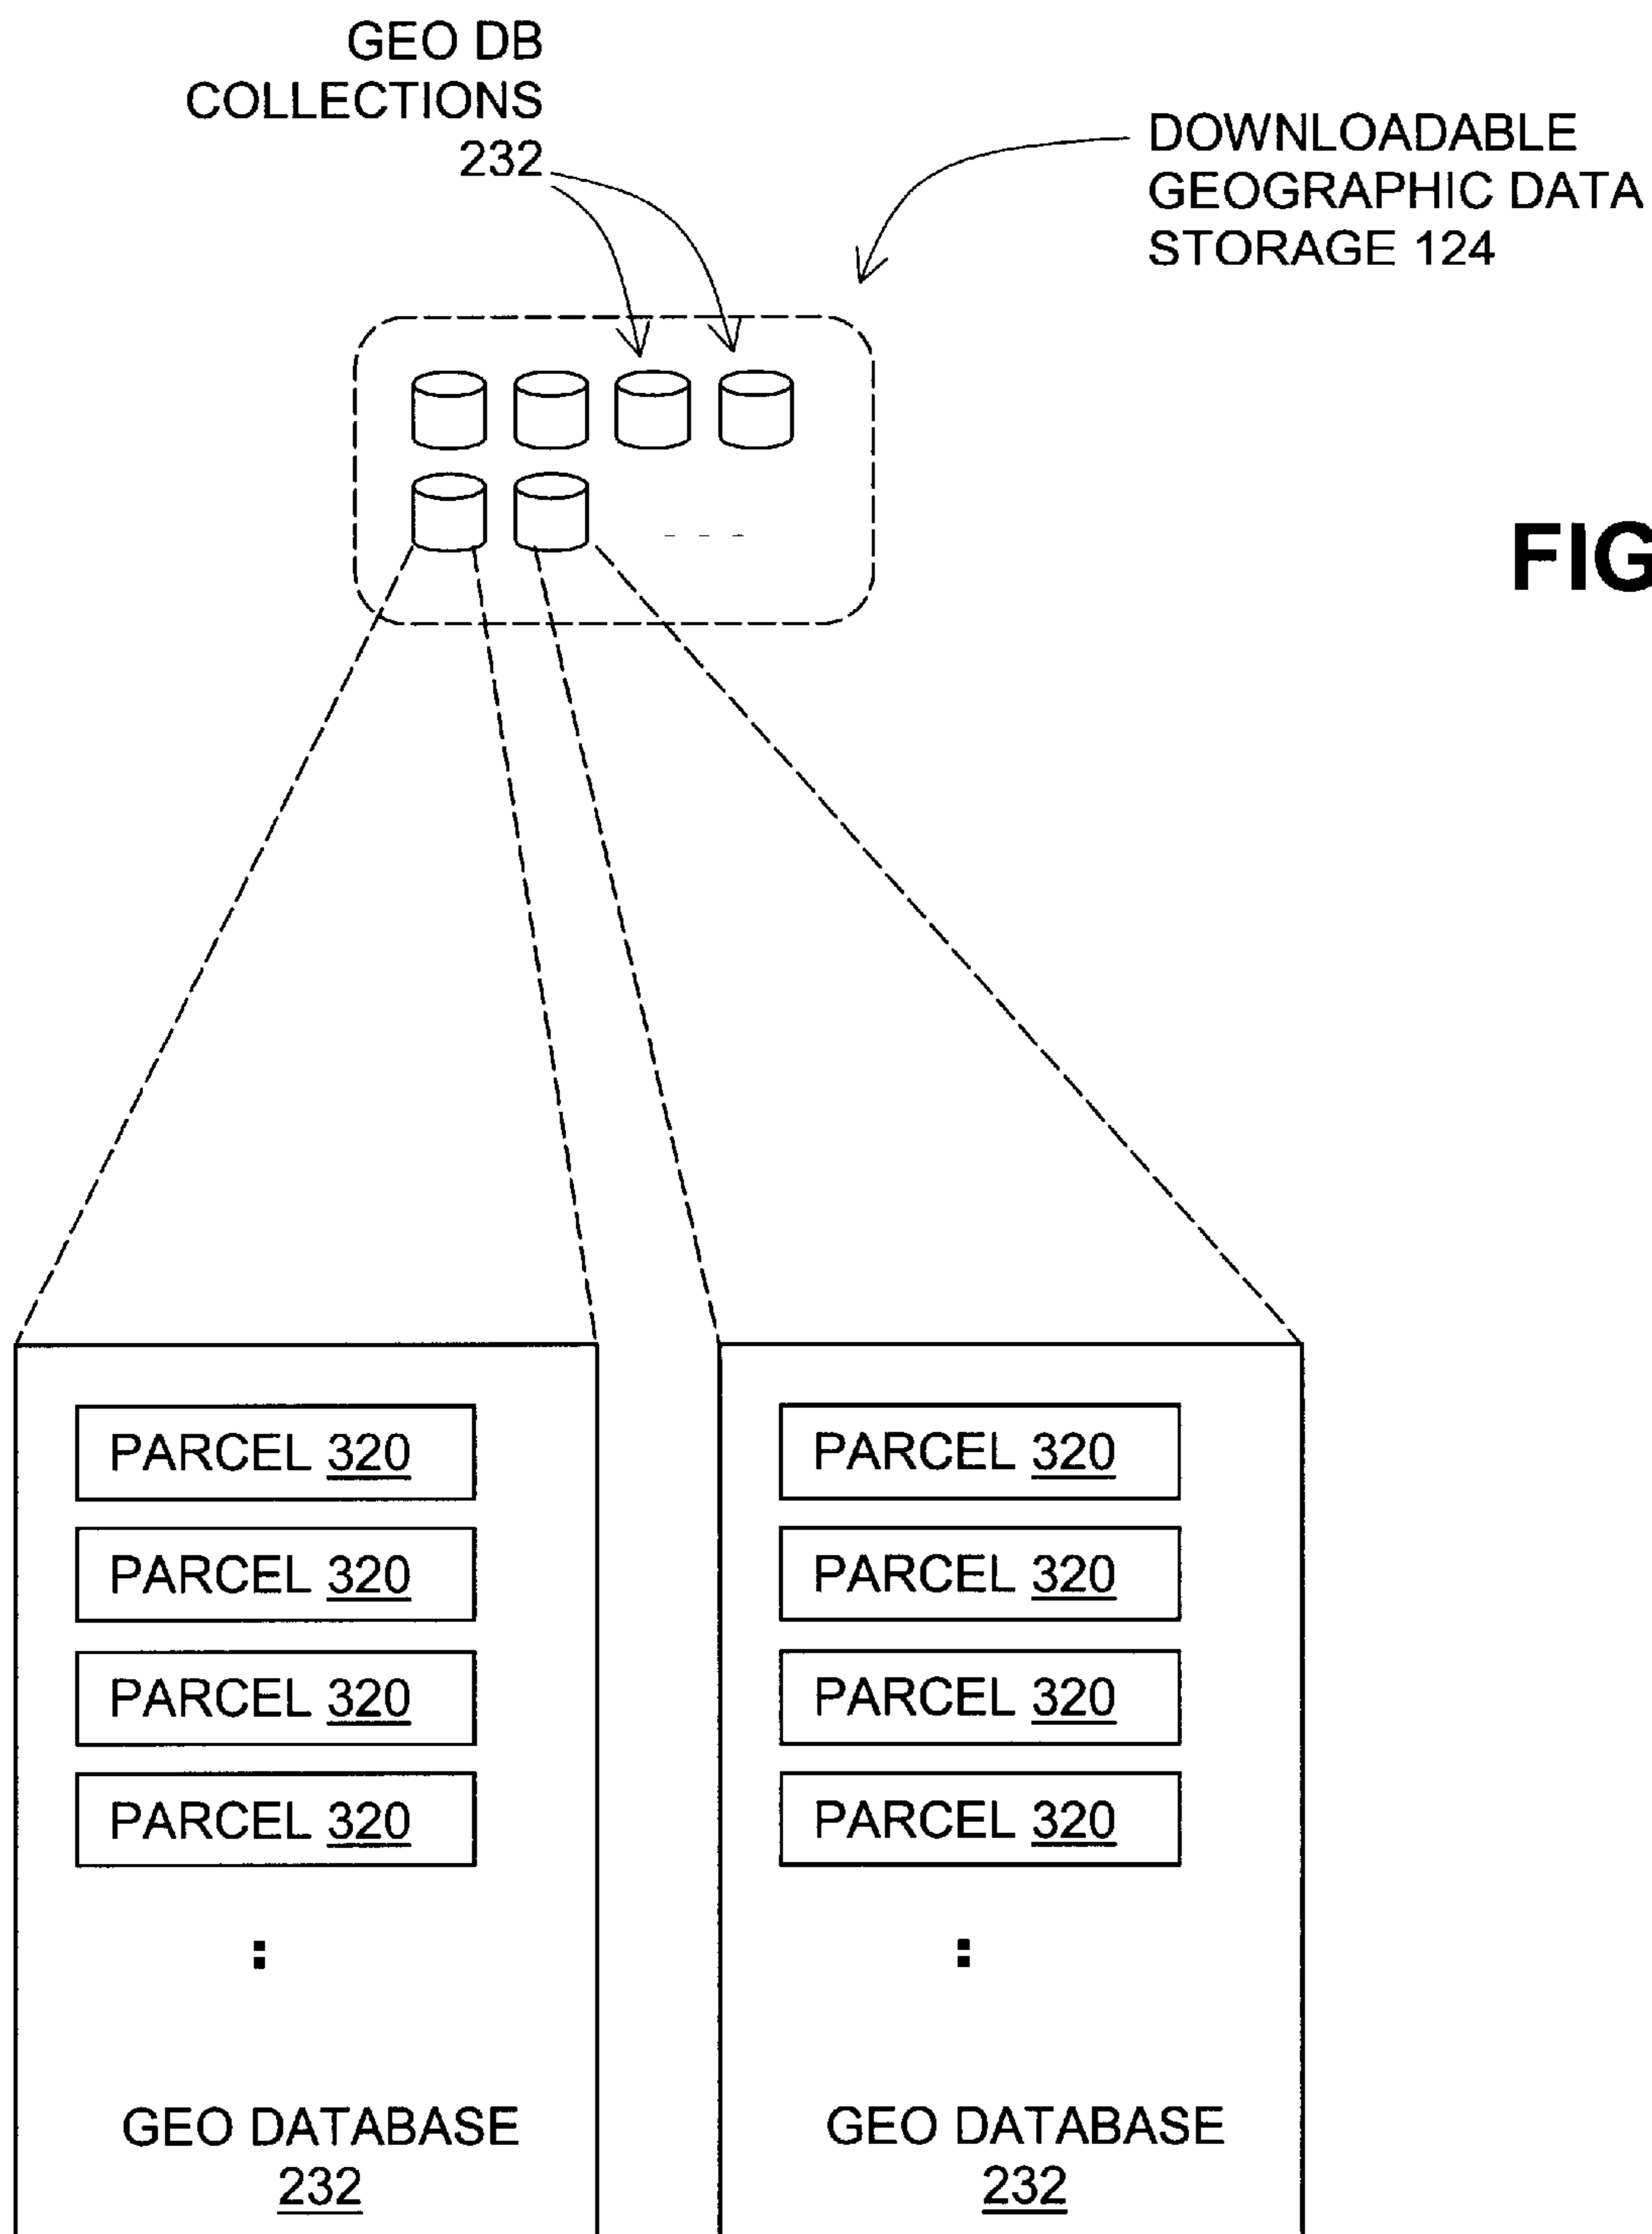 GEO DB
COLLECTIONS
232
DOWNLOADABLE
GEOGRAPHIC DATA
STORAGE 124
FIG
PARCEL 320
PARCEL 320
PARCEL 320
PARCEL 320
:
GEO DATABASE
232
PARCEL 320
PARCEL 320
PARCEL 320
PARCEL 320
:
GEO DATABASE
232